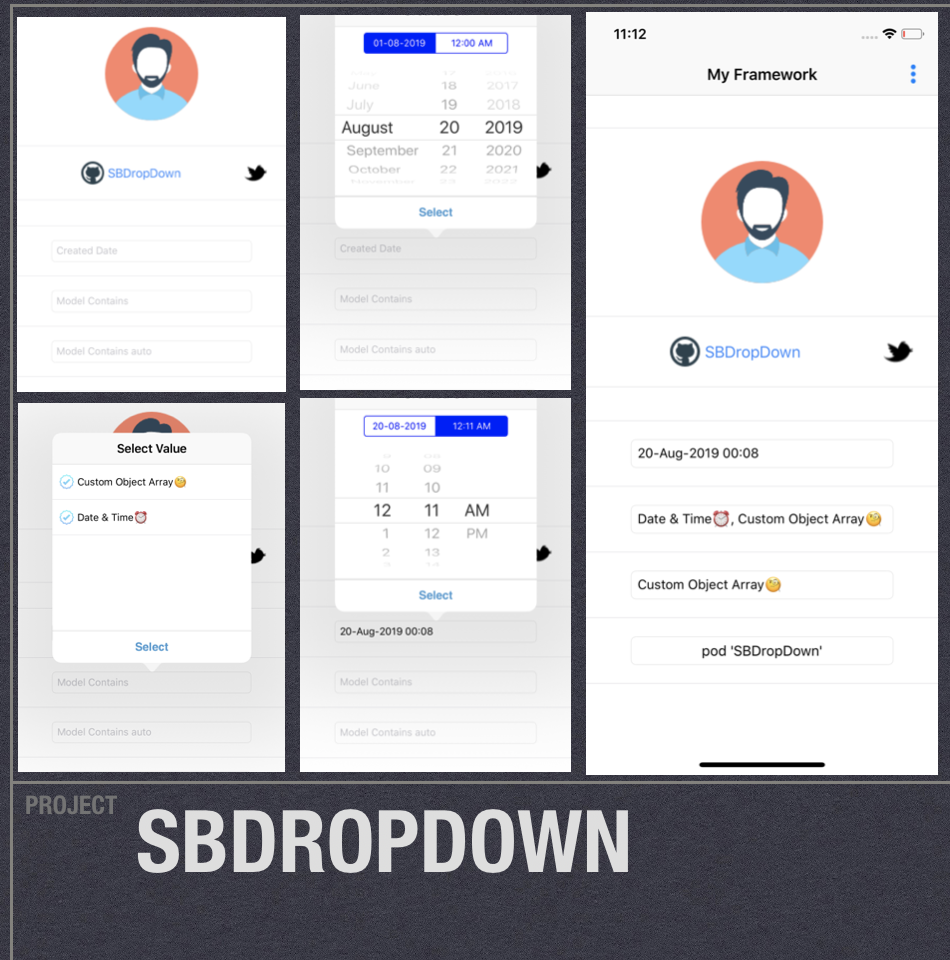 SBDropDown
Created Date
Model Contains
Model Contains auto
01-08-2019 12:00 AM
June 18 2017
July 19 2018
August 20 2019
September 21 2020
October 22 2021
Select
Created Date
Model Contains
Model Contains auto
Select Value
Custom Object Array🧐
Date & Time⏰
Select
Model Contains
Model Contains auto
20-08-2019 12:11 AM
10 09
11 10
12 11 AM
1 12 PM
2 13
Select
20-Aug-2019 00:08
Model Contains
Model Contains auto
11:12
My Framework
SBDropDown
20-Aug-2019 00:08
Date & Time⏰, Custom Object Array🧐
Custom Object Array🧐
pod 'SBDropDown'
PROJECT
SBDROPDOWN